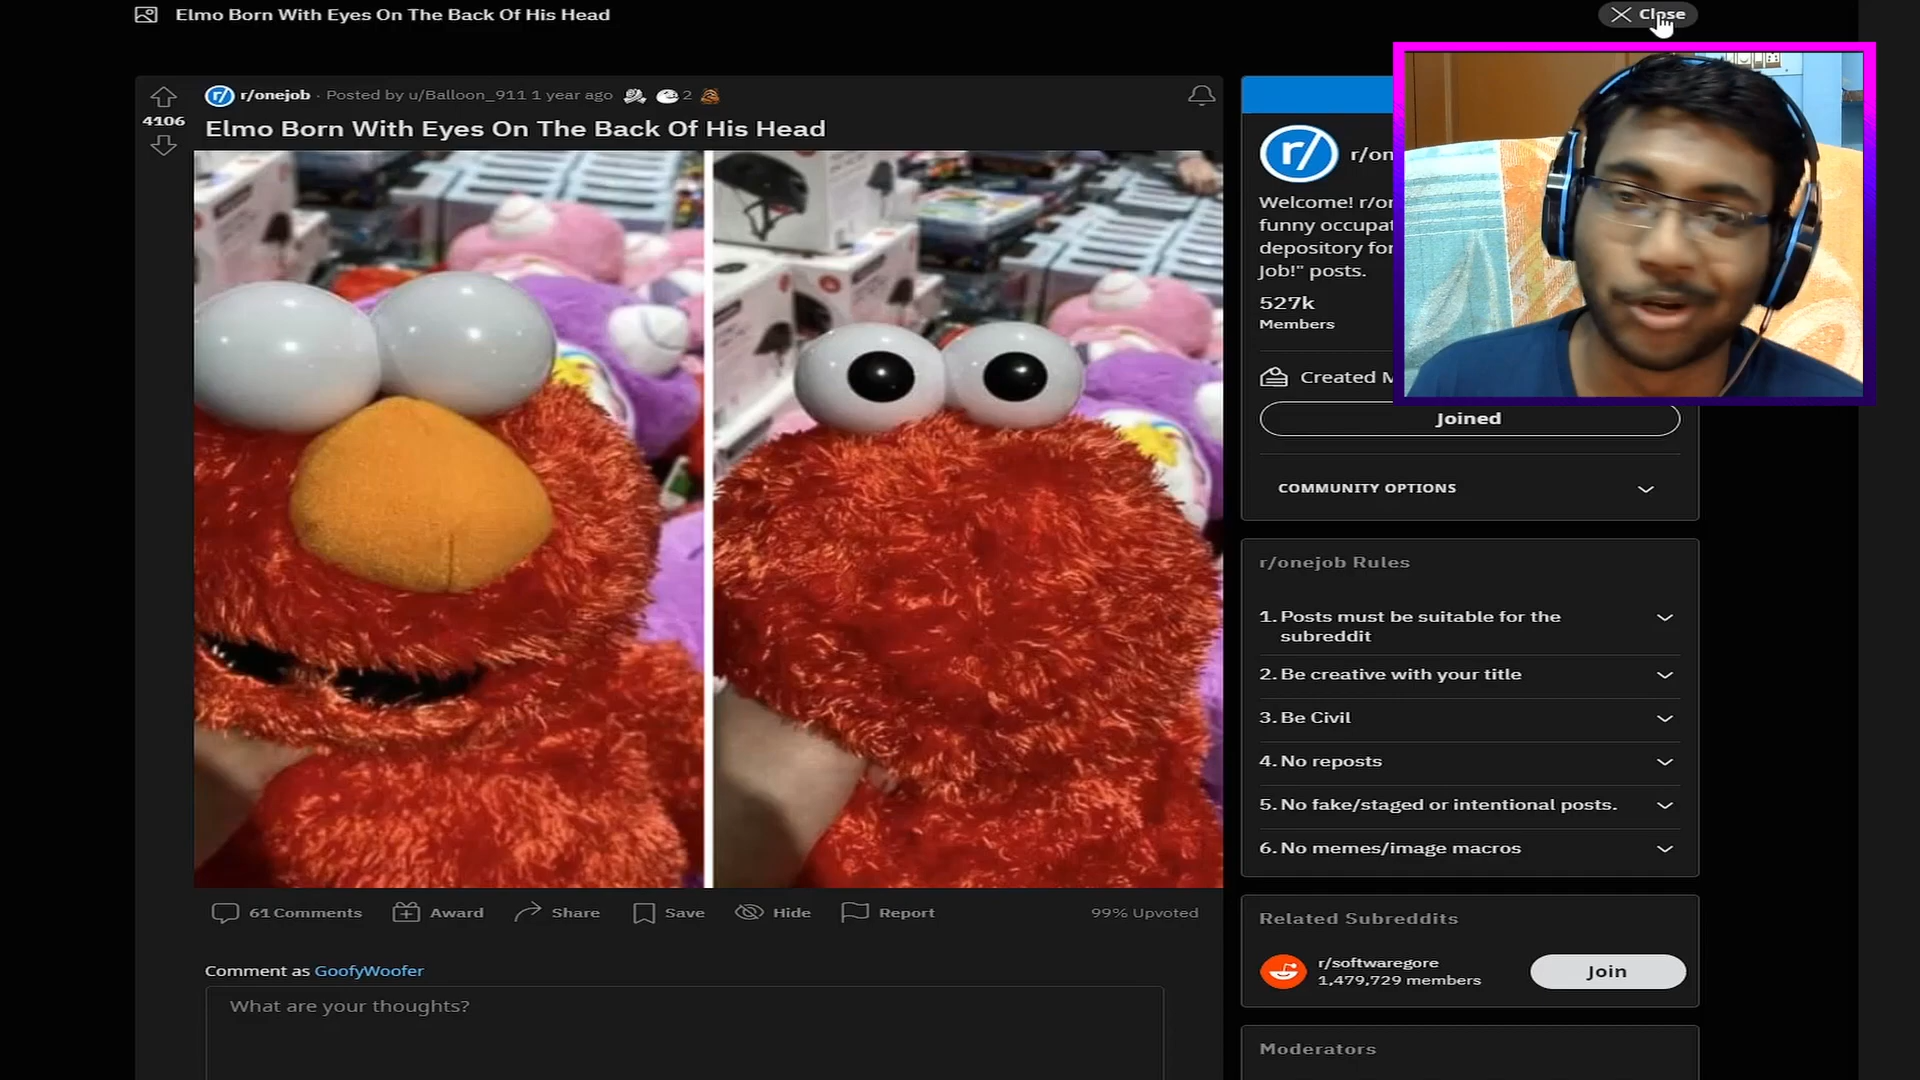 Elmo Born With Eyes On The Back Of His Head
Close
4106
r/onejob · Posted by u/Balloon_911 1 year ago 2
Elmo Born With Eyes On The Back Of His Head
61 Comments
Award
Share
Save
Hide
Report
99% Upvoted
Comment as GoofyWoofer
What are your thoughts?
r/
r/on
Welcome! r/on
funny occupat
depository for
Job!" posts.
527k
Members
Created M
Joined
COMMUNITY OPTIONS
r/onejob Rules
1. Posts must be suitable for the
subreddit
2. Be creative with your title
3. Be Civil
4. No reposts
5. No fake/staged or intentional posts.
6. No memes/image macros
Related Subreddits
r/softwaregore
1,479,729 members
Join
Moderators